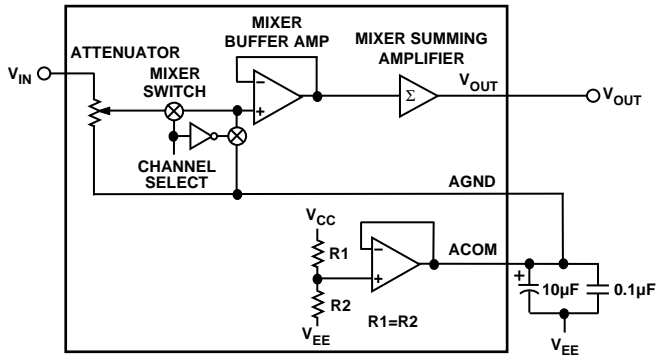 MIXER
BUFFER AMP
MIXER SUMMING
AMPLIFIER
ATTENUATOR
VIN
MIXER
SWITCH
−
+
Σ
VOUT
VOUT
CHANNEL
SELECT
AGND
VCC
R1
−
+
ACOM
R2
R1=R2
VEE
+
10µF
0.1µF
VEE